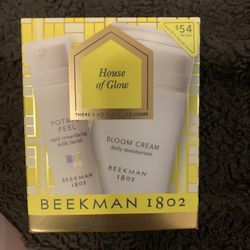 $54
House
of Glow
THERE'S NO PLACE LIKE HOME
POTATO
PEEL
rapid resurfacing
milk facial
BEEKMAN
1802
BLOOM CREAM
daily moisturizer
BEEKMAN
1802
BEEKMAN 1802